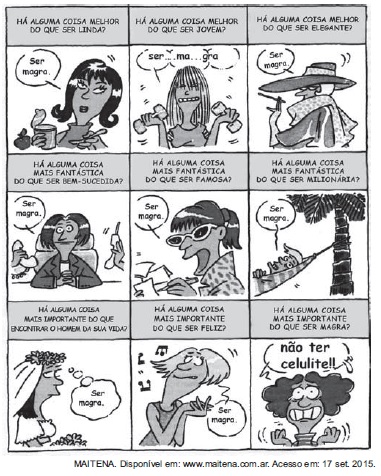 HÁ ALGUMA COISA MELHOR
DO QUE SER LINDA?
Ser
magra.
HÁ ALGUMA COISA MELHOR
DO QUE SER JOVEM?
ser...ma...gra
HÁ ALGUMA COISA MELHOR
DO QUE SER ELEGANTE?
Ser
magra.
HÁ ALGUMA COISA
MAIS FANTÁSTICA
DO QUE SER BEM-SUCEDIDA?
Ser
magra.
HÁ ALGUMA COISA
MAIS FANTÁSTICA
DO QUE SER FAMOSA?
Ser
magra.
HÁ ALGUMA COISA
MAIS FANTÁSTICA
DO QUE SER MILIONÁRIA?
Ser
magra.
HÁ ALGUMA COISA
MAIS IMPORTANTE DO QUE
ENCONTRAR O HOMEM DA SUA VIDA?
Ser
magra.
HÁ ALGUMA COISA
MAIS IMPORTANTE
DO QUE SER FELIZ?
Ser
magra.
HÁ ALGUMA COISA
MAIS IMPORTANTE
DO QUE SER MAGRA?
não ter
celulite!!
MAITENA. Disponível em: www.maitena.com.ar. Acesso em: 17 set. 2015.